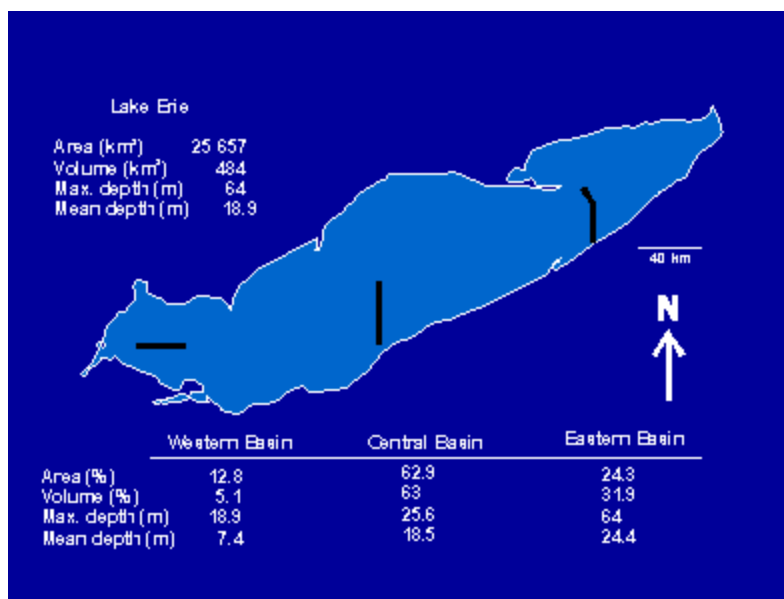 Lake Erie
Area (km²) 25 657
Volume (km³) 484
Max. depth (m) 64
Mean depth (m) 18.9
40 km
N
Western Basin Central Basin Eastern Basin
Area (%) 12.8 62.9 24.3
Volume (%) 5.1 63 31.9
Max. depth (m) 18.9 25.6 64
Mean depth (m) 7.4 18.5 24.4